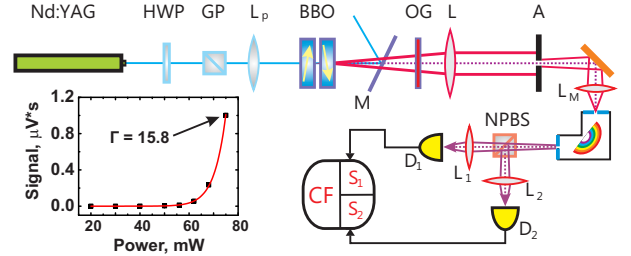 Nd:YAG
HWP GP Lp BBO M OG L A
LM
NPBS
D1
L1
L2
D2
CF
S1
S2
Signal, μV*s
1.2
0.8
0.4
0.0
Γ = 15.8
20 40 60 80
Power, mW